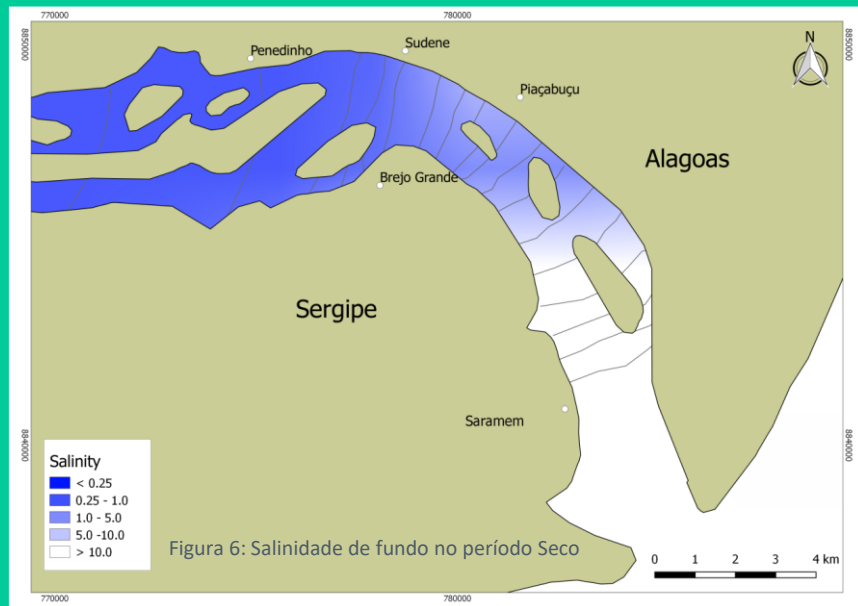 770000
780000
8850000
8850000
N
Sudene
Penedinho
Piaçabuçu
Alagoas
Brejo Grande
Sergipe
Saramem
8840000
8840000
Salinity
< 0.25
0.25 - 1.0
1.0 - 5.0
5.0 -10.0
> 10.0
Figura 6: Salinidade de fundo no período Seco
0 1 2 3 4 km
770000
780000